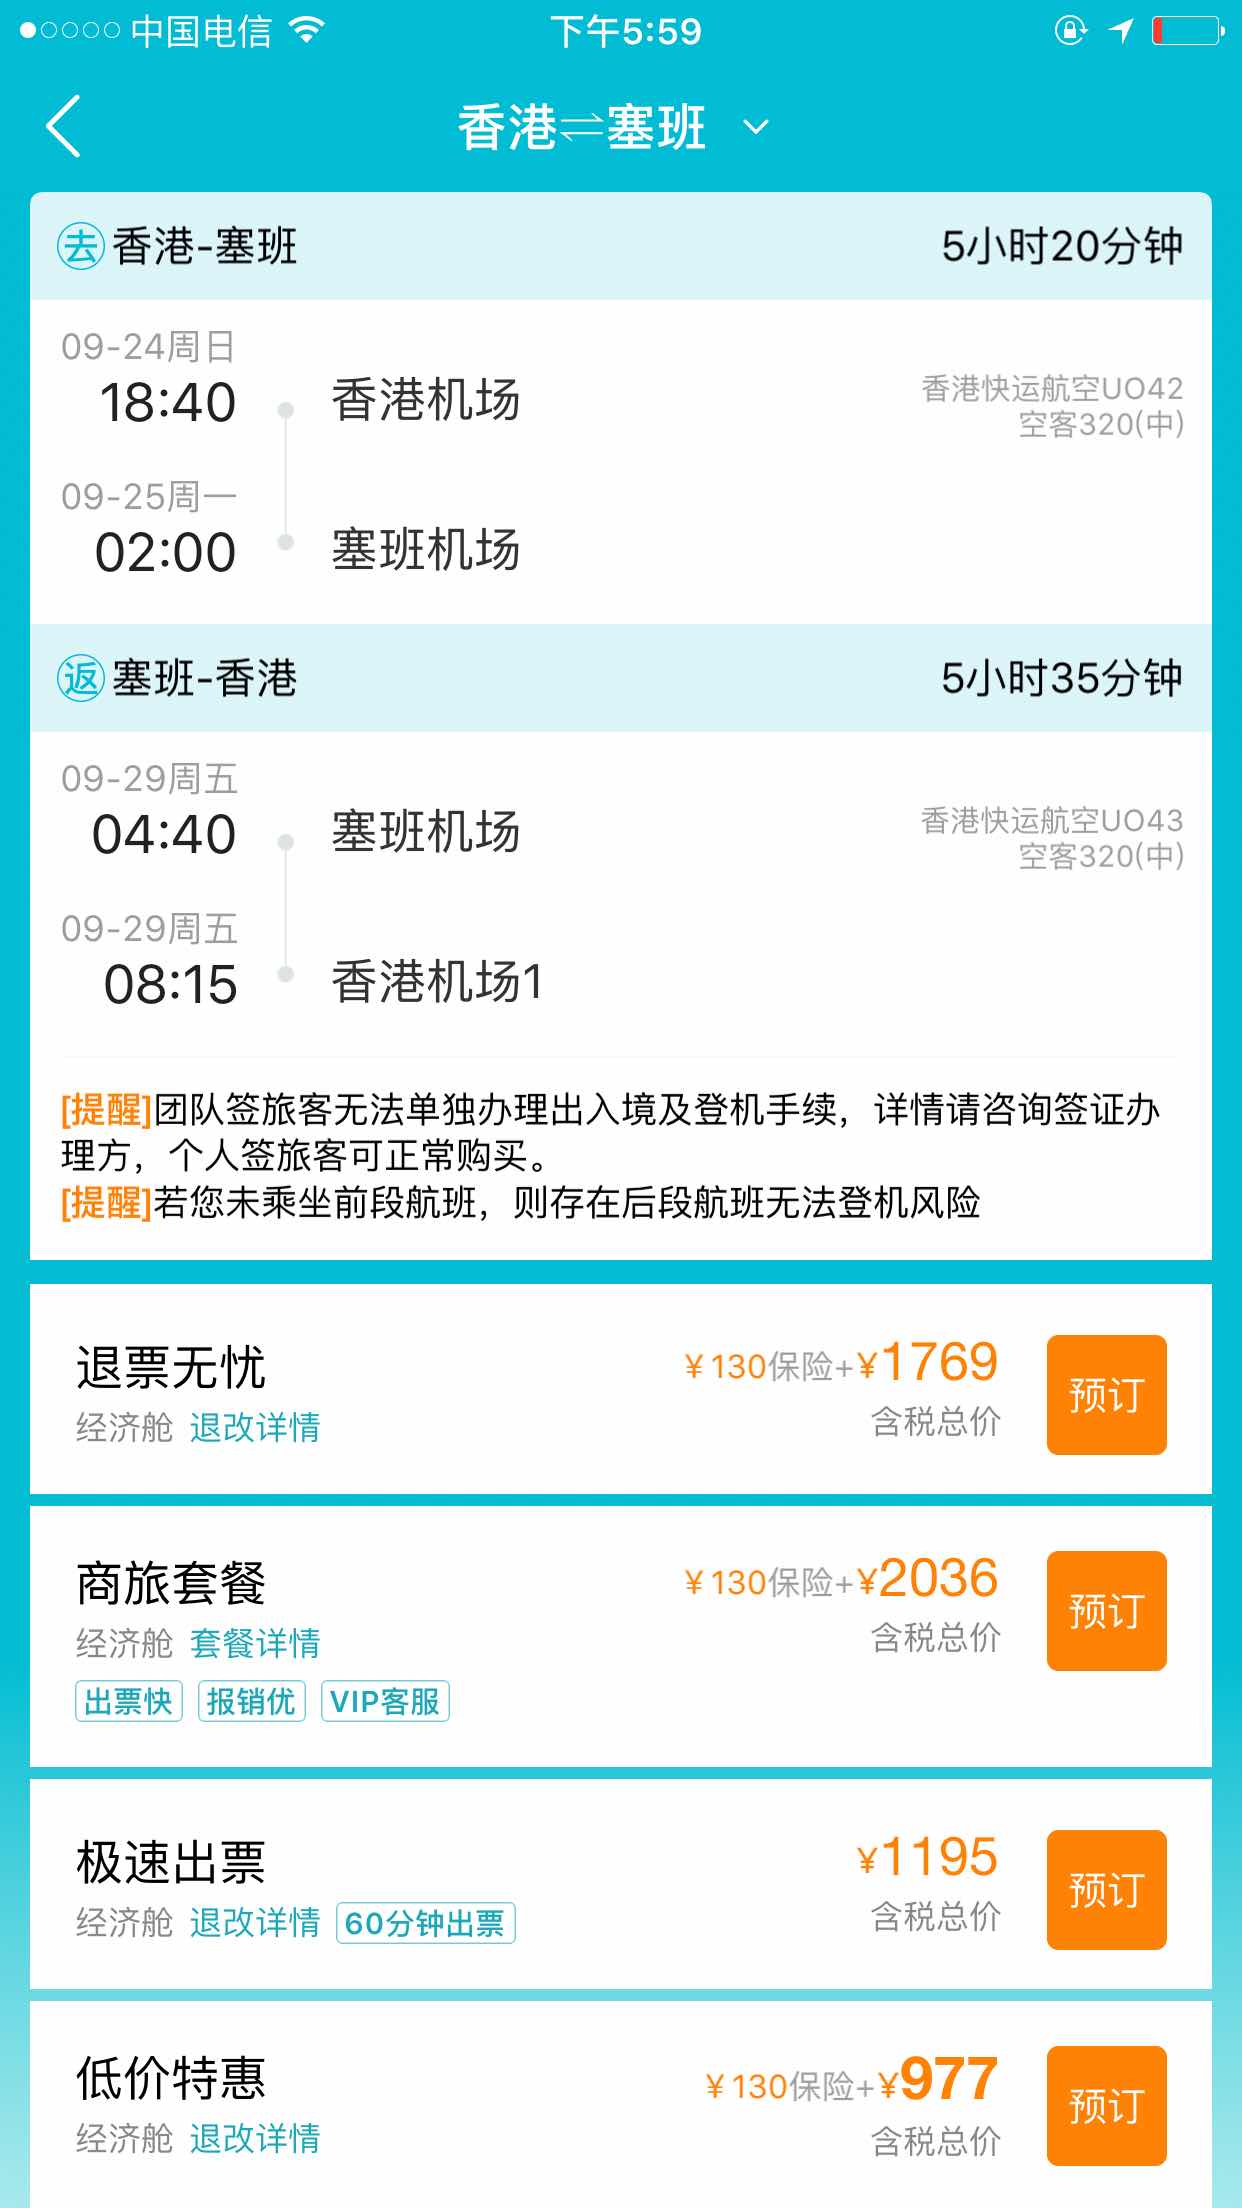 中国电信 下午5:59
香港⇌塞班
去 香港-塞班 5小时20分钟
09-24周日
18:40 香港机场 香港快运航空UO42
空客320(中)
09-25周一
02:00 塞班机场
返 塞班-香港 5小时35分钟
09-29周五
04:40 塞班机场 香港快运航空UO43
空客320(中)
09-29周五
08:15 香港机场1
[提醒]团队签旅客无法单独办理出入境及登机手续，详情请咨询签证办
理方，个人签旅客可正常购买。
[提醒]若您未乘坐前段航班，则存在后段航班无法登机风险
退票无忧 ¥130保险+¥1769 预订
经济舱 退改详情 含税总价
商旅套餐 ¥130保险+¥2036 预订
经济舱 套餐详情 含税总价
出票快 报销优 VIP客服
极速出票 ¥1195 预订
经济舱 退改详情 60分钟出票 含税总价
低价特惠 ¥130保险+¥977 预订
经济舱 退改详情 含税总价